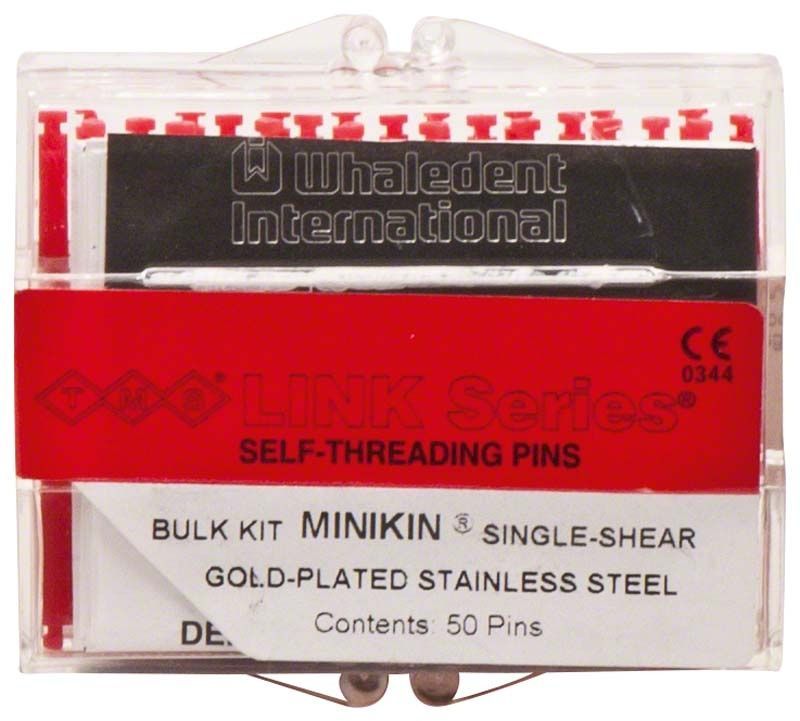 Whaledent
International
CE
0344
TMS® LINK Series®
SELF-THREADING PINS
BULK KIT MINIKIN ® SINGLE-SHEAR
GOLD-PLATED STAINLESS STEEL
Contents: 50 Pins